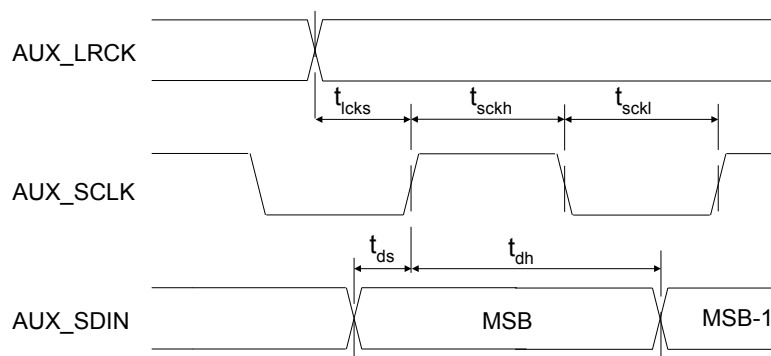 AUX_LRCK
t_lcks t_sckh t_sckl
AUX_SCLK
t_ds t_dh
AUX_SDIN MSB MSB-1